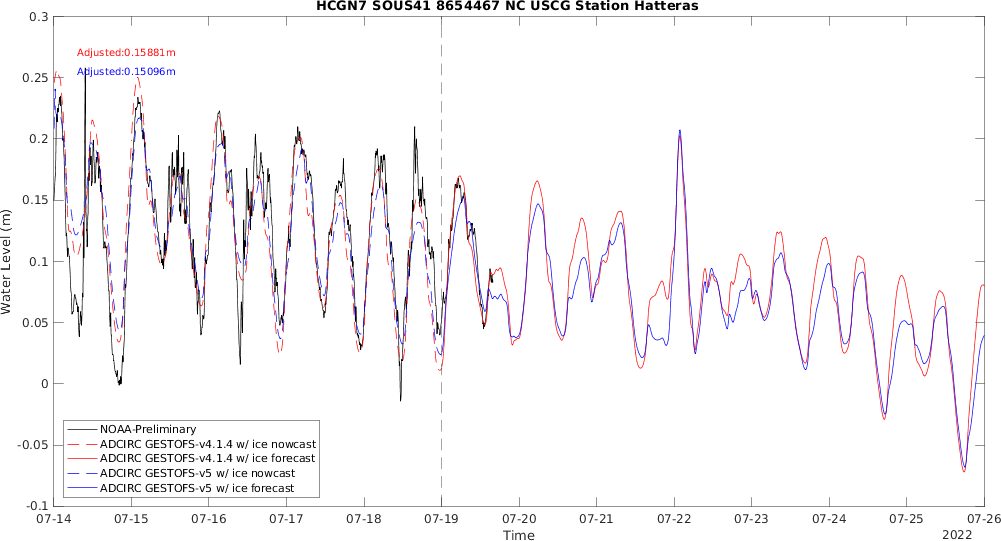 HCGN7 SOUS41 8654467 NC USCG Station Hatteras
Water Level (m)
0.3
0.25
0.2
0.15
0.1
0.05
0
-0.05
-0.1
Adjusted:0.15881m
Adjusted:0.15096m
NOAA-Preliminary
ADCIRC GESTOFS-v4.1.4 w/ ice nowcast
ADCIRC GESTOFS-v4.1.4 w/ ice forecast
ADCIRC GESTOFS-v5 w/ ice nowcast
ADCIRC GESTOFS-v5 w/ ice forecast
07-14 07-15 07-16 07-17 07-18 07-19 07-20 07-21 07-22 07-23 07-24 07-25 07-26
Time
2022